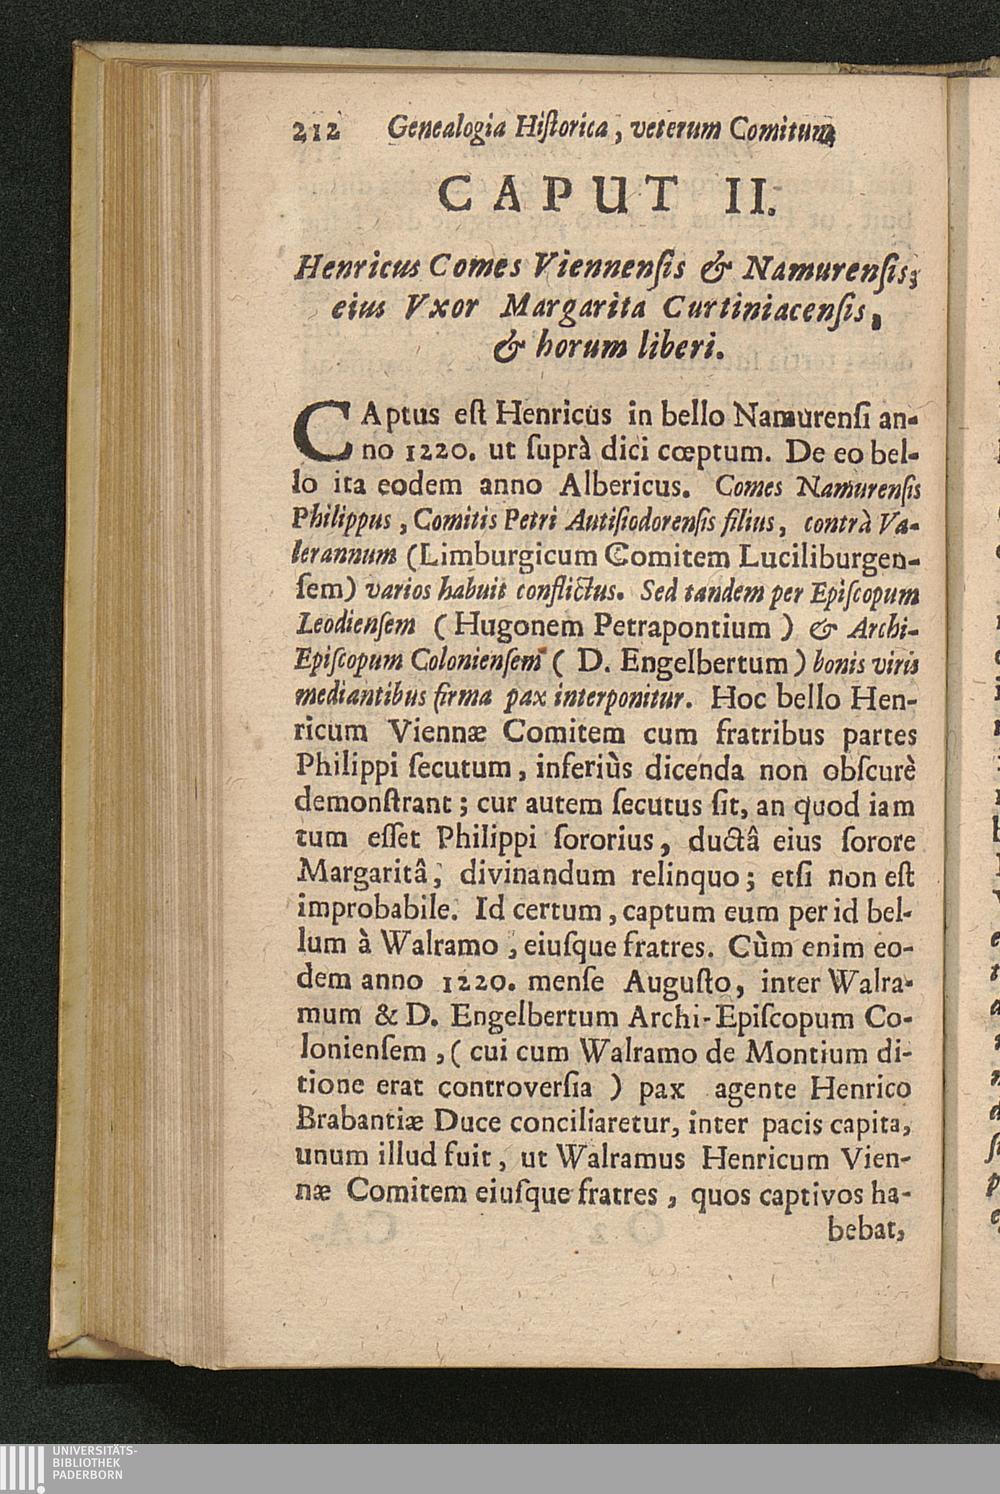 212 Genealogia Hiſtorica, veterum Comitum
CAPUT II.
Henricus Comes Viennenſis & Namurenſis,
eius Vxor Margarita Curtiniacenſis,
& horum liberi.
CAptus eſt Henricus in bello Namurenſi an-
no 1220. ut ſuprà dici cœptum. De eo bel-
lo ita eodem anno Albericus. Comes Namurenſis
Philippus, Comitis Petri Autiſiodorenſis filius, contrà Va-
lerannum (Limburgicum Comitem Luciliburgen-
ſem) varios habuit conflictus. Sed tandem per Epiſcopum
Leodienſem ( Hugonem Petrapontium ) & Archi-
Epiſcopum Colonienſem ( D. Engelbertum ) bonis viris
mediantibus firma pax interponitur. Hoc bello Hen-
ricum Viennæ Comitem cum fratribus partes
Philippi ſecutum, inferiùs dicenda non obſcurè
demonſtrant; cur autem ſecutus ſit, an quod iam
tum eſſet Philippi ſororius, ductâ eius ſorore
Margaritâ, divinandum relinquo; etſi non eſt
improbabile. Id certum, captum eum per id bel-
lum à Walramo, eiuſque fratres. Cùm enim eo-
dem anno 1220. menſe Auguſto, inter Walra-
mum & D. Engelbertum Archi-Epiſcopum Co-
lonienſem, ( cui cum Walramo de Montium di-
tione erat controverſia ) pax agente Henrico
Brabantiæ Duce conciliaretur, inter pacis capita,
unum illud fuit, ut Walramus Henricum Vien-
næ Comitem eiuſque fratres, quos captivos ha-
bebat,
UNIVERSITÄTS-
BIBLIOTHEK
PADERBORN